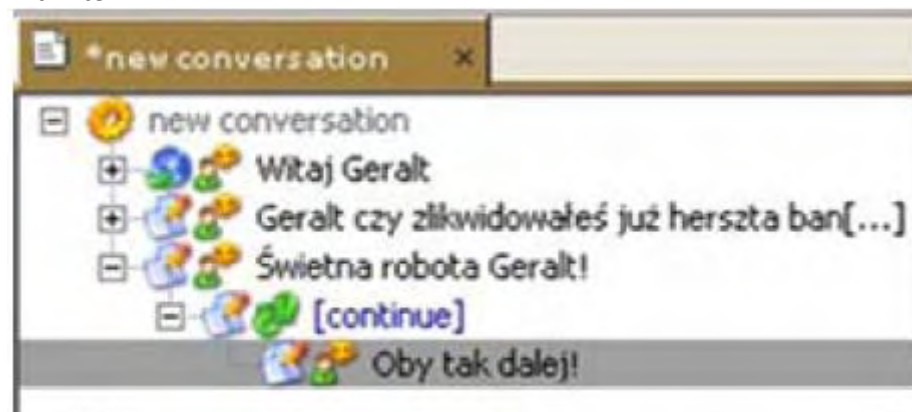 *new conversation ×
new conversation
Witaj Geralt
Geralt czy zlikwidowałeś już herszta ban[...]
Świetna robota Geralt!
[continue]
Oby tak dalej!